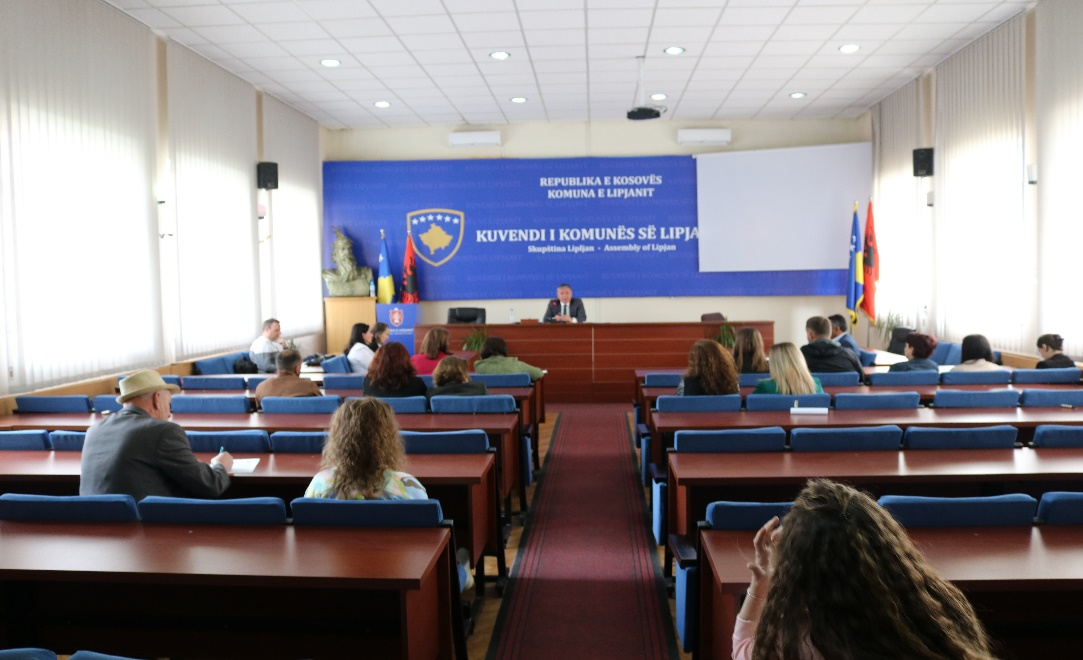 REPUBLIKA E KOSOVËS
KOMUNA E LIPJANIT
KUVENDI I KOMUNËS SË LIPJA
Skupština Lipljan - Assembly of Lipjan